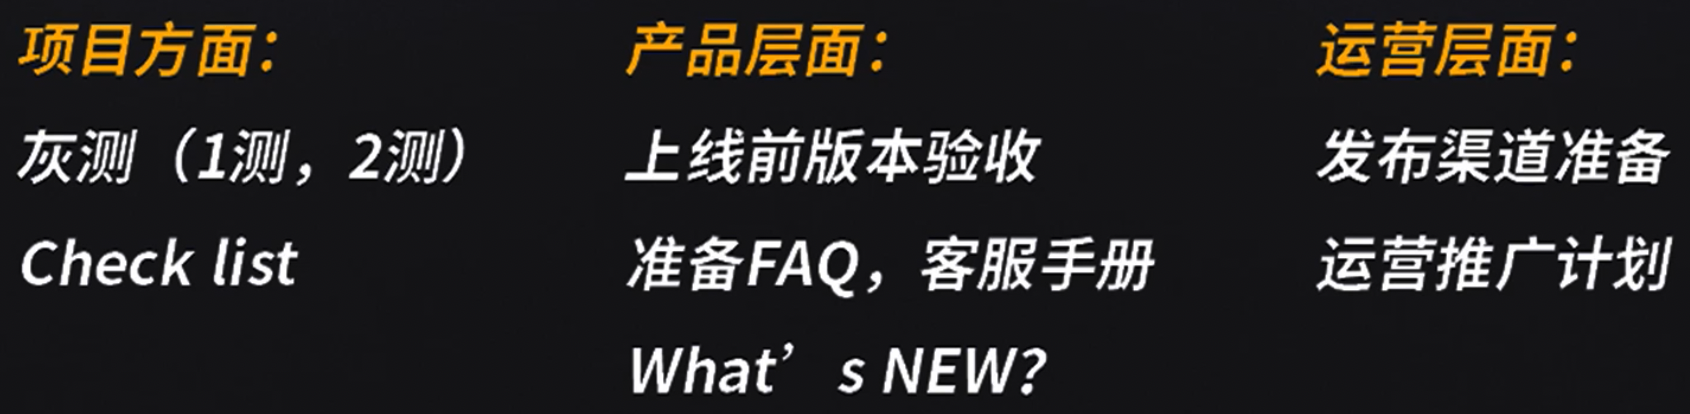 项目方面：
灰测（1测，2测）
Check list
产品层面：
上线前版本验收
准备FAQ，客服手册
What’s NEW？
运营层面：
发布渠道准备
运营推广计划